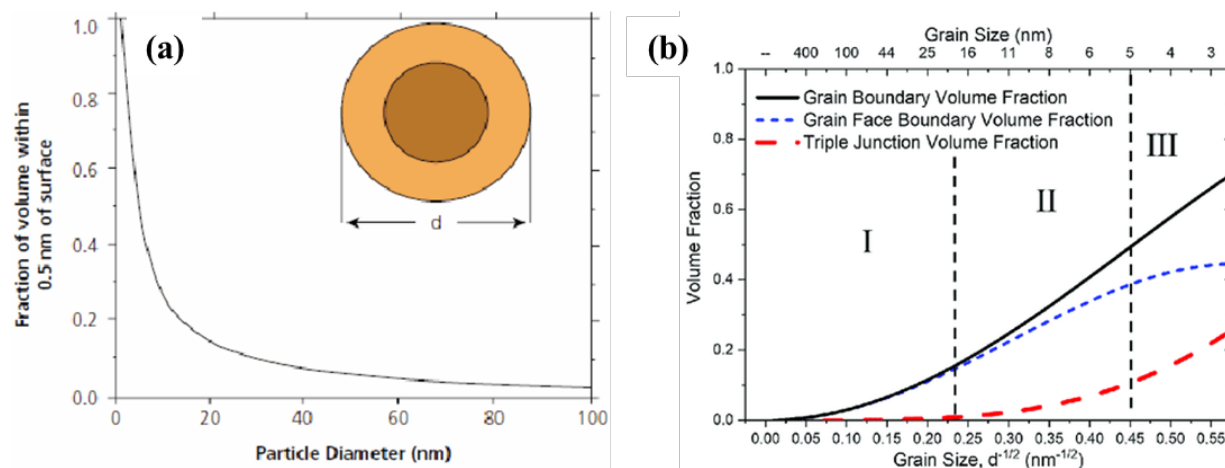 (a)
Fraction of volume within
0.5 nm of surface
1.0
0.8
0.6
0.4
0.2
0.0
d
0
20
40
60
80
100
Particle Diameter (nm)
(b)
Grain Size (nm)
-- 400 100 44 25 16 11 8 6 5 4 3
Volume Fraction
1.0
0.8
0.6
0.4
0.2
0.0
Grain Boundary Volume Fraction
Grain Face Boundary Volume Fraction
Triple Junction Volume Fraction
I
II
III
0.00 0.05 0.10 0.15 0.20 0.25 0.30 0.35 0.40 0.45 0.50 0.55
Grain Size, d-1/2 (nm-1/2)